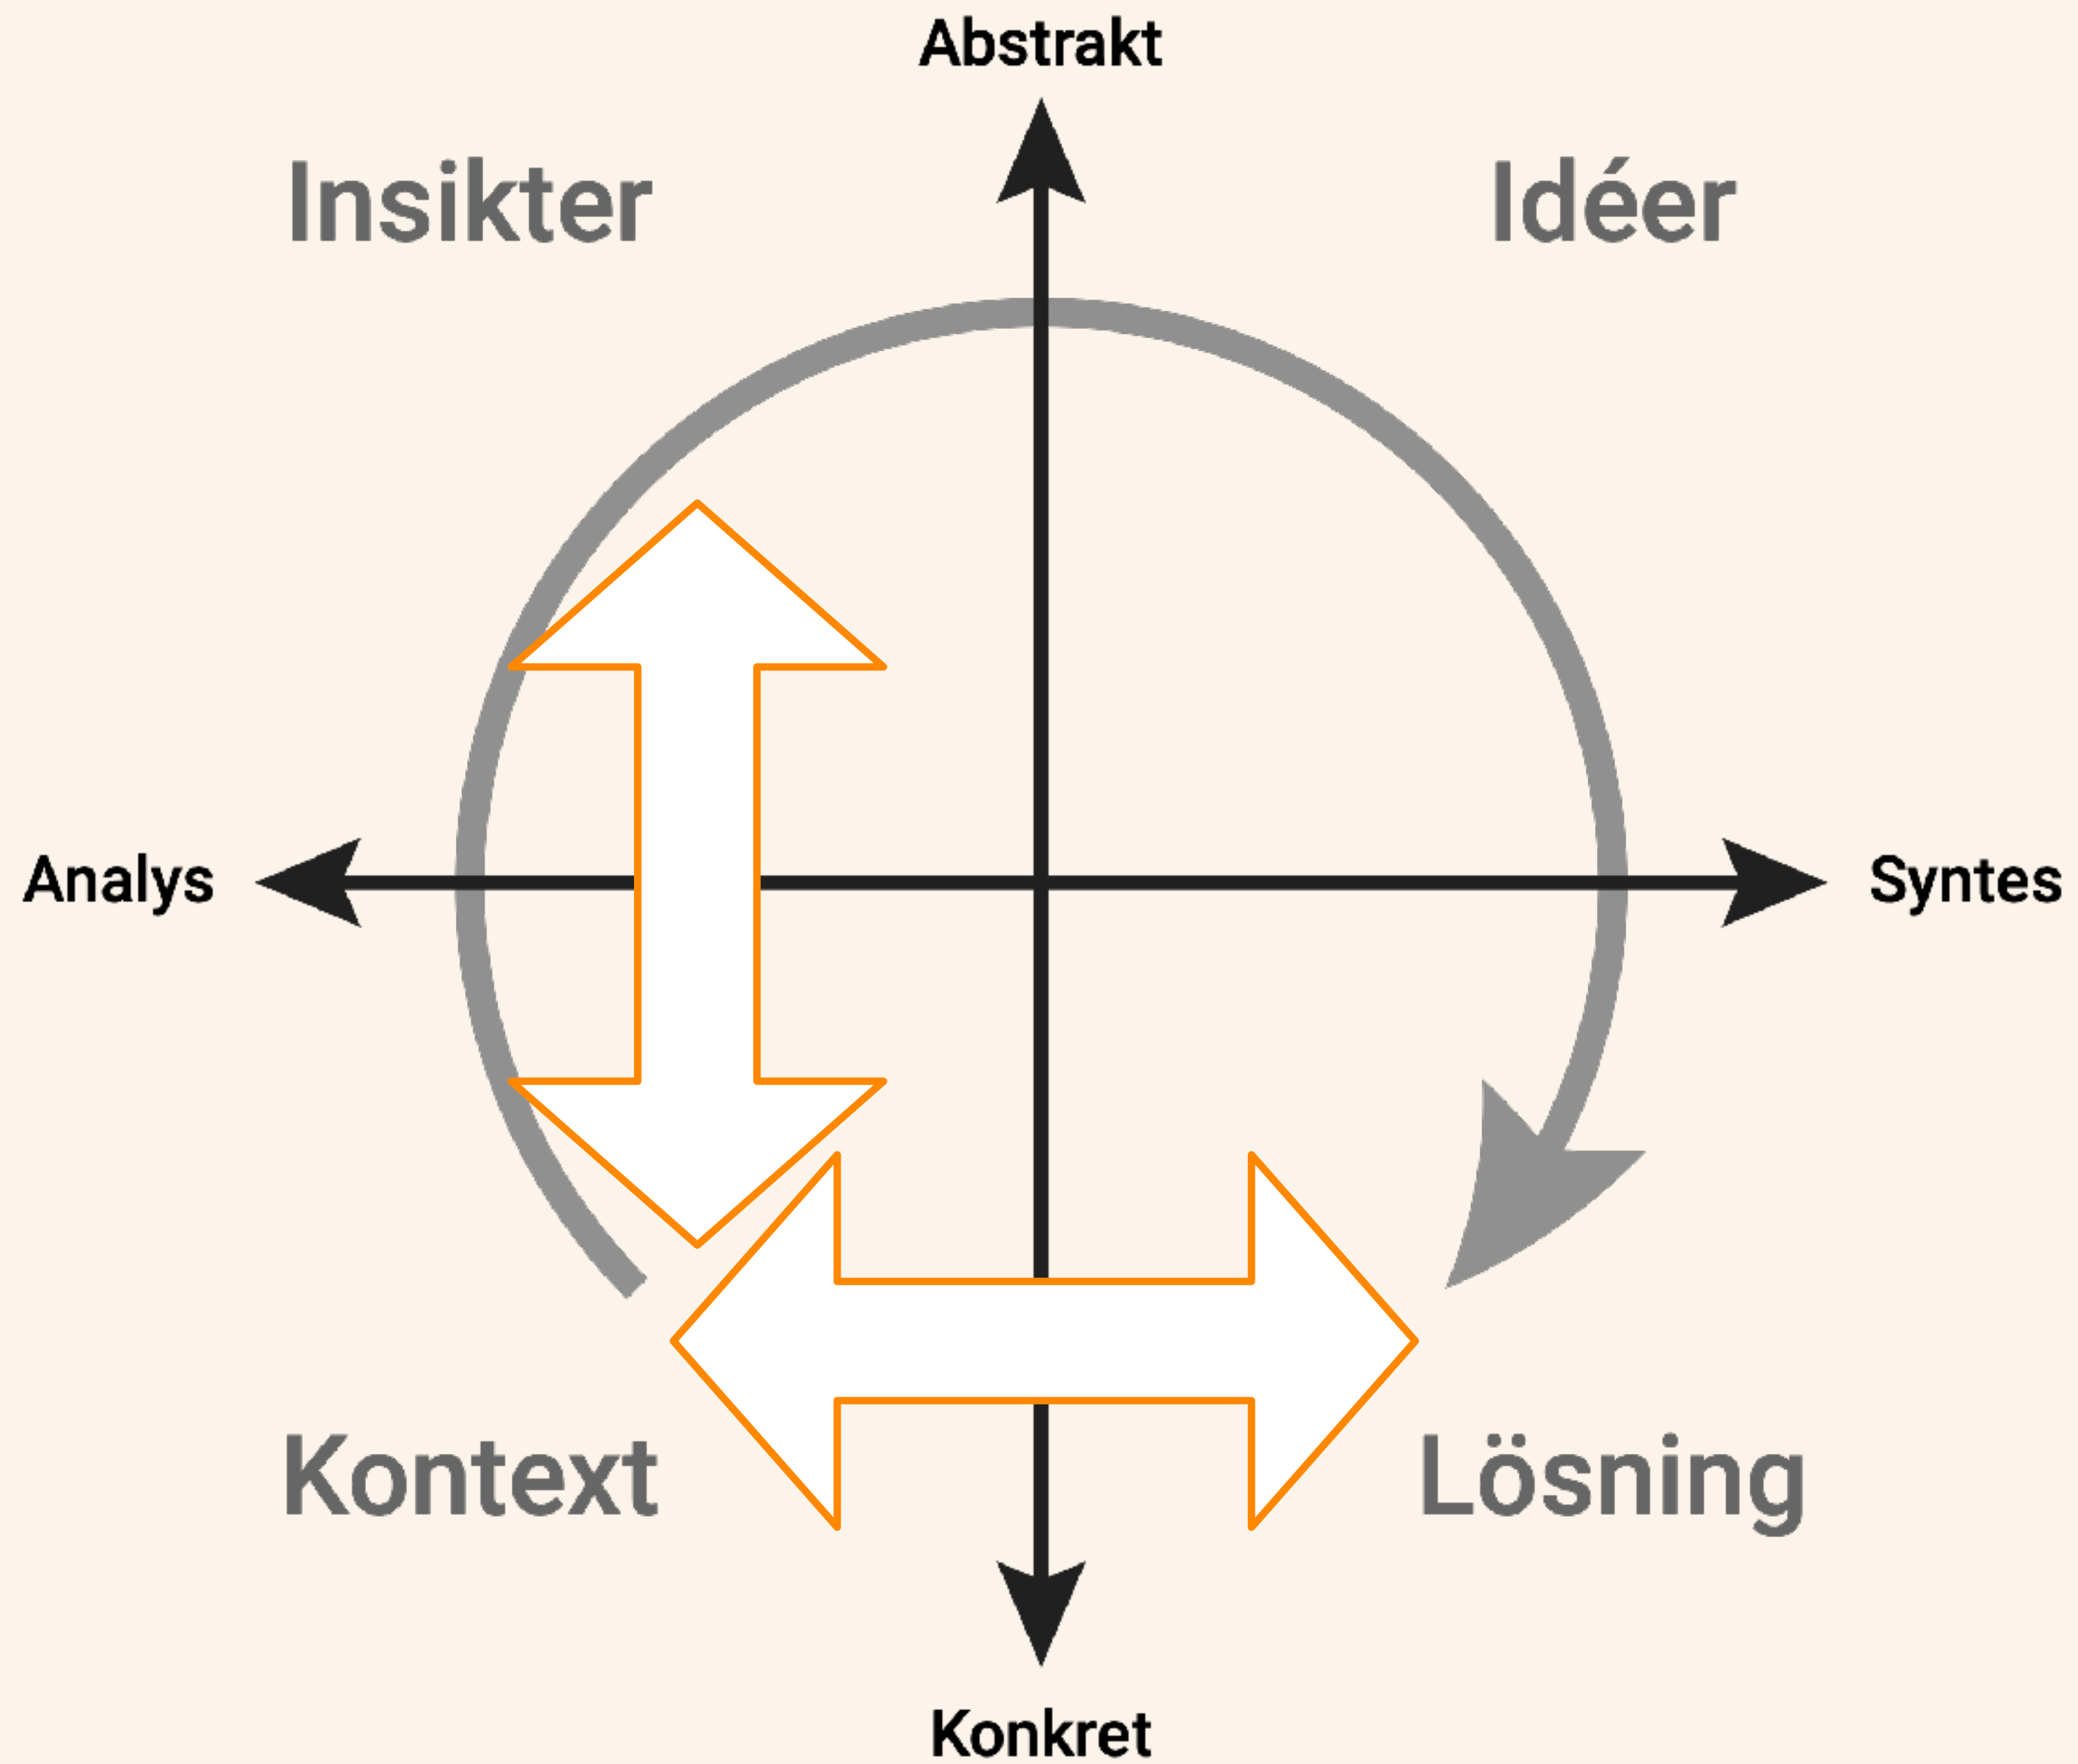 Abstrakt
Insikter
Idéer
Analys
Syntes
Kontext
Lösning
Konkret